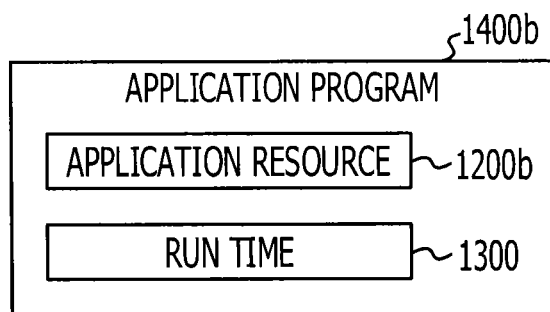 1400b
APPLICATION PROGRAM
APPLICATION RESOURCE 1200b
RUN TIME 1300